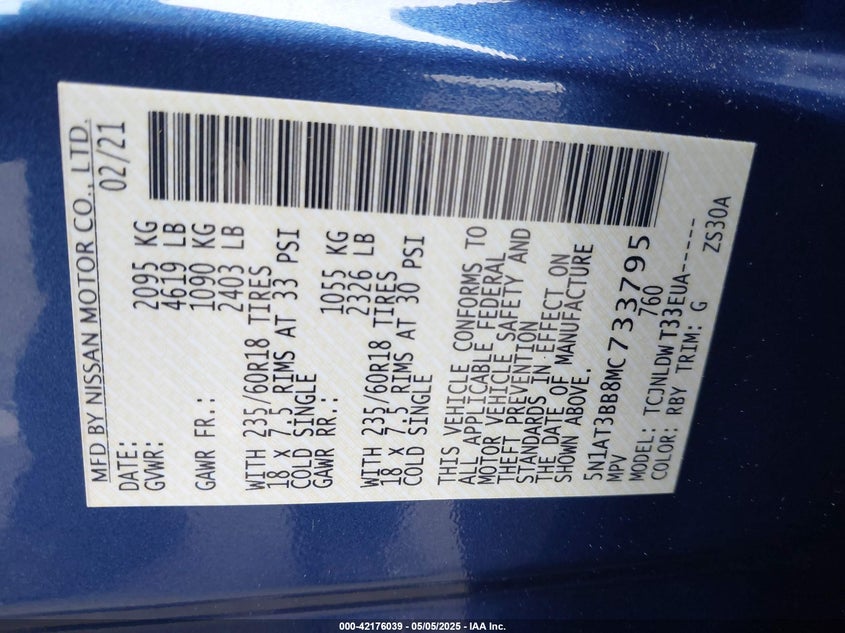 MFD BY NISSAN MOTOR CO., LTD.
DATE: 02/21
GVWR: 2095 KG
4619 LB
GAWR FR.: 1090 KG
2403 LB
WITH 235/60R18 TIRES
18 X 7.5 RIMS AT 33 PSI
COLD SINGLE
GAWR RR.: 1055 KG
2326 LB
WITH 235/60R18 TIRES
18 X 7.5 RIMS AT 30 PSI
COLD SINGLE
THIS VEHICLE CONFORMS TO
ALL APPLICABLE FEDERAL
MOTOR VEHICLE SAFETY AND
THEFT PREVENTION
STANDARDS IN EFFECT ON
THE DATE OF MANUFACTURE
SHOWN ABOVE.
5N1AT3BB8MC733795
MPV 760
MODEL: TCJNLDW T33EUA------
COLOR: RBY TRIM: G
ZS30A
000-42176039 - 05/05/2025 - IAA Inc.